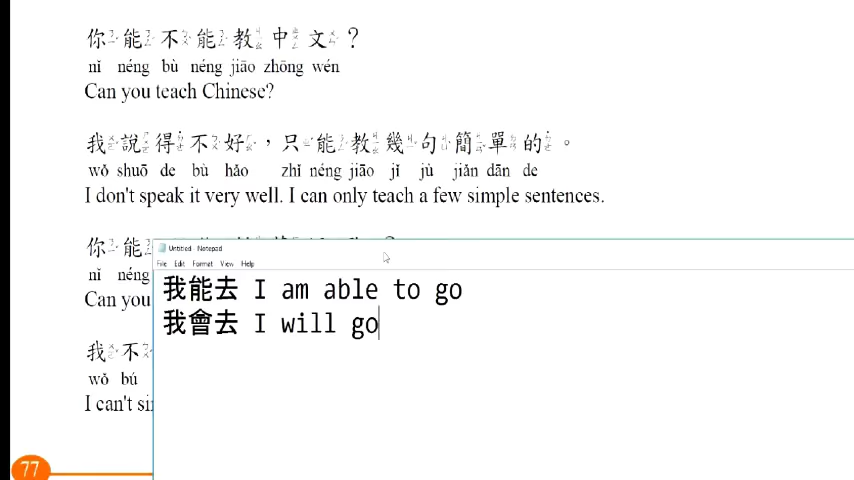 你能不能教中文？
nǐ néng bù néng jiāo zhōng wén
Can you teach Chinese?
我說得不好，只能教幾句簡單的。
wǒ shuō de bù hǎo zhǐ néng jiāo jǐ jù jiǎn dān de
I don't speak it very well. I can only teach a few simple sentences.
你能
nǐ néng
Can you
我不
wǒ bú
I can't
Untitled - Notepad
File Edit Format View Help
我能去 I am able to go
我會去 I will go
77